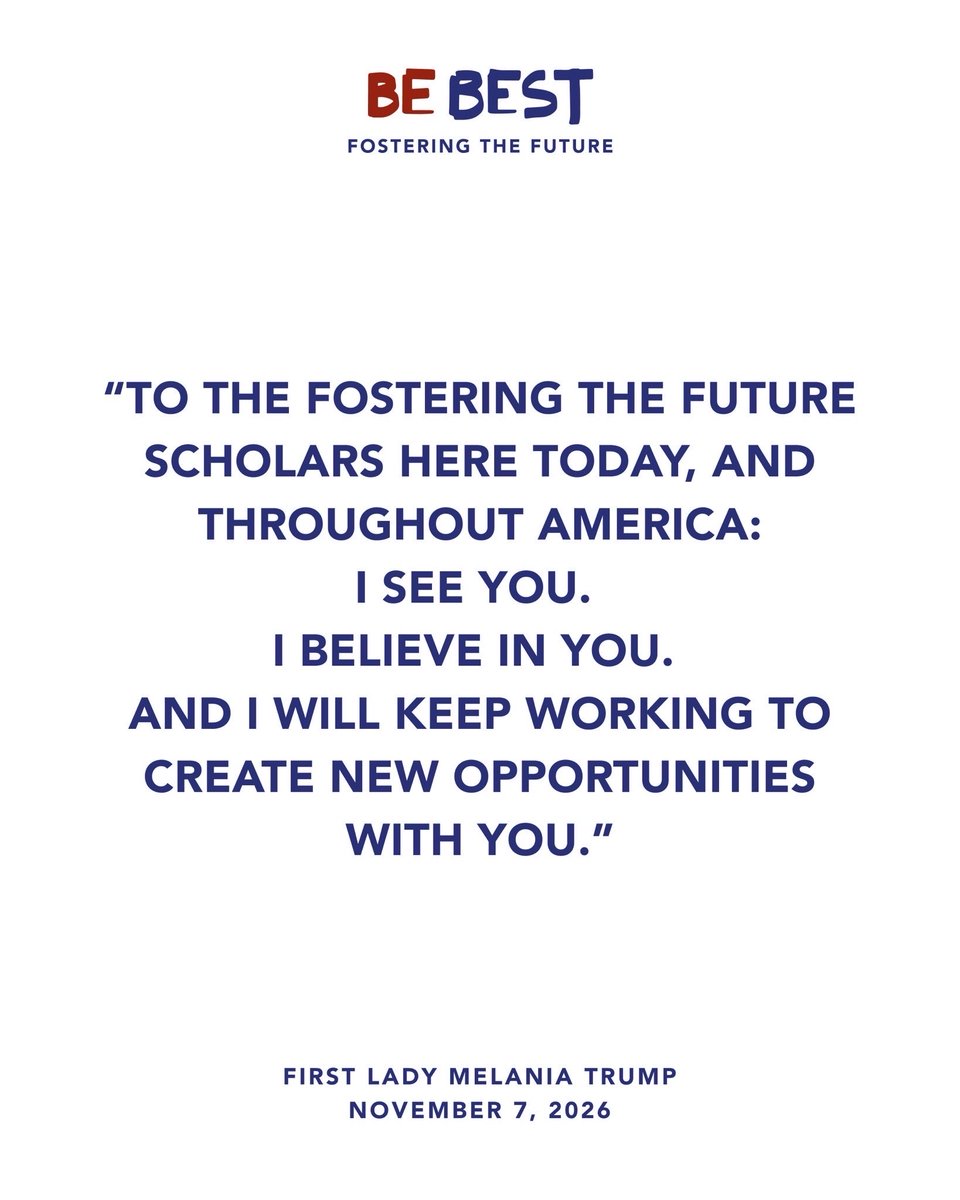 BE BEST
FOSTERING THE FUTURE
“TO THE FOSTERING THE FUTURE
SCHOLARS HERE TODAY, AND
THROUGHOUT AMERICA:
I SEE YOU.
I BELIEVE IN YOU.
AND I WILL KEEP WORKING TO
CREATE NEW OPPORTUNITIES
WITH YOU.”
FIRST LADY MELANIA TRUMP
NOVEMBER 7, 2026